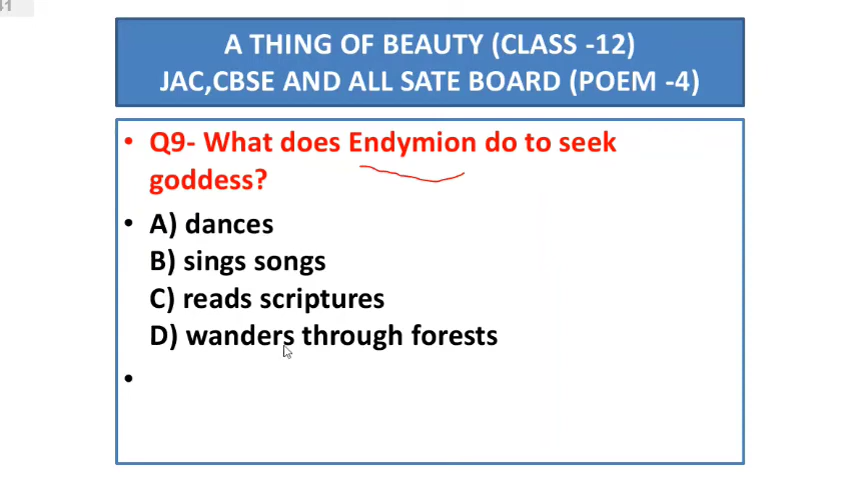 41
A THING OF BEAUTY (CLASS -12)
JAC,CBSE AND ALL SATE BOARD (POEM -4)
• Q9- What does Endymion do to seek
goddess?
• A) dances
B) sings songs
C) reads scriptures
D) wanders through forests
•